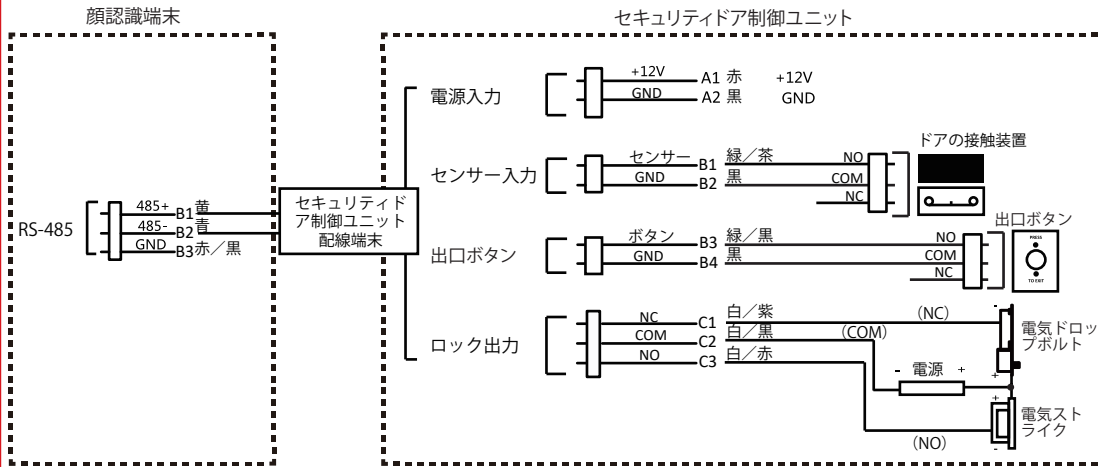 顔認識端末
セキュリティドア制御ユニット
RS-485
485+ B1 黄
485- B2 青
GND B3 赤／黒
セキュリティド
ア制御ユニット
配線端末
電源入力
+12V A1 赤 +12V
GND A2 黒 GND
センサー入力
センサー B1 緑／茶 NO
GND B2 黒 COM
NC
ドアの接触装置
出口ボタン
ボタン B3 緑／黒 NO
GND B4 黒 COM
NC
出口ボタン
PRESS
TO EXIT
ロック出力
NC C1 白／紫 (NC)
COM C2 白／黒 (COM)
NO C3 白／赤
- 電源 +
(NO)
-
電気ドロッ
プボルト
+
+
電気スト
ライク
-